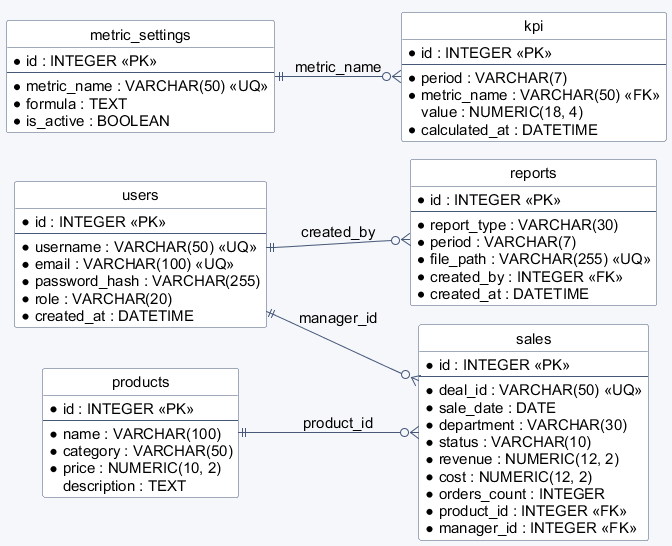 metric_settings
● id : INTEGER «PK»
● metric_name : VARCHAR(50) «UQ»
● formula : TEXT
● is_active : BOOLEAN
metric_name
kpi
● id : INTEGER «PK»
● period : VARCHAR(7)
● metric_name : VARCHAR(50) «FK»
value : NUMERIC(18, 4)
● calculated_at : DATETIME
users
● id : INTEGER «PK»
● username : VARCHAR(50) «UQ»
● email : VARCHAR(100) «UQ»
● password_hash : VARCHAR(255)
● role : VARCHAR(20)
● created_at : DATETIME
created_by
reports
● id : INTEGER «PK»
● report_type : VARCHAR(30)
● period : VARCHAR(7)
● file_path : VARCHAR(255) «UQ»
● created_by : INTEGER «FK»
● created_at : DATETIME
manager_id
products
● id : INTEGER «PK»
● name : VARCHAR(100)
● category : VARCHAR(50)
● price : NUMERIC(10, 2)
description : TEXT
product_id
sales
● id : INTEGER «PK»
● deal_id : VARCHAR(50) «UQ»
● sale_date : DATE
● department : VARCHAR(30)
● status : VARCHAR(10)
● revenue : NUMERIC(12, 2)
● cost : NUMERIC(12, 2)
● orders_count : INTEGER
● product_id : INTEGER «FK»
● manager_id : INTEGER «FK»